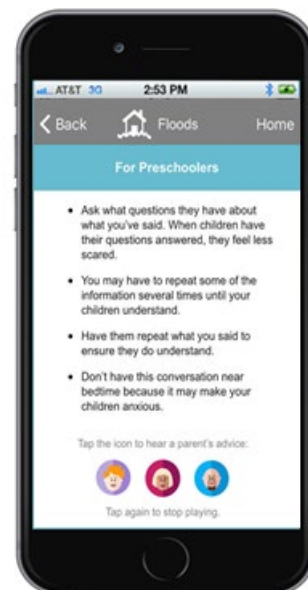 AT&T 3G 2:53 PM
Back Floods Home
For Preschoolers
• Ask what questions they have about
what you've said. When children have
their questions answered, they feel less
scared.
• You may have to repeat some of the
information several times until your
children understand.
• Have them repeat what you said to
ensure they do understand.
• Don't have this conversation near
bedtime because it may make your
children anxious.
Tap the icon to hear a parent's advice:
Tap again to stop playing.